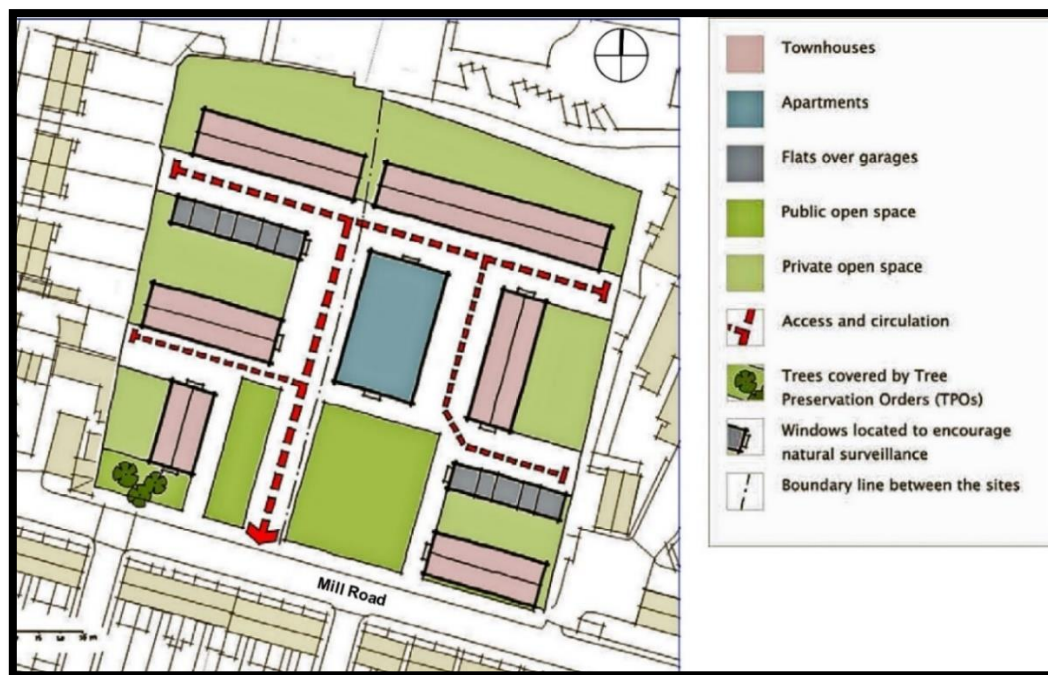 Townhouses
Apartments
Flats over garages
Public open space
Private open space
Access and circulation
Trees covered by Tree
Preservation Orders (TPOs)
Windows located to encourage
natural surveillance
Boundary line between the sites
Mill Road